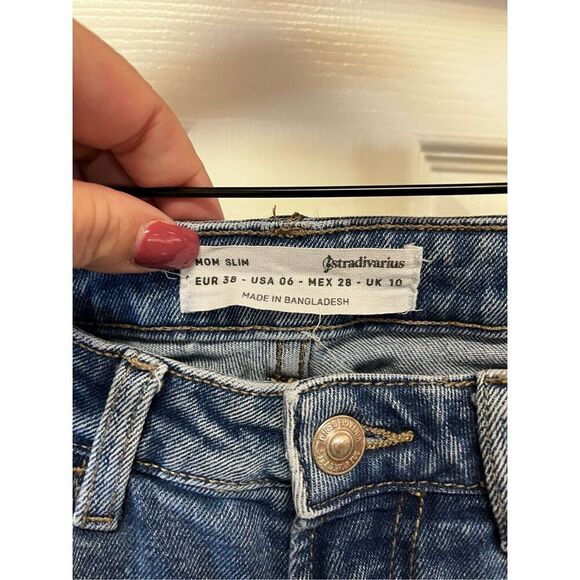 MOM SLIM stradivarius
EUR 38 - USA 06 - MEX 28 - UK 10
MADE IN BANGLADESH